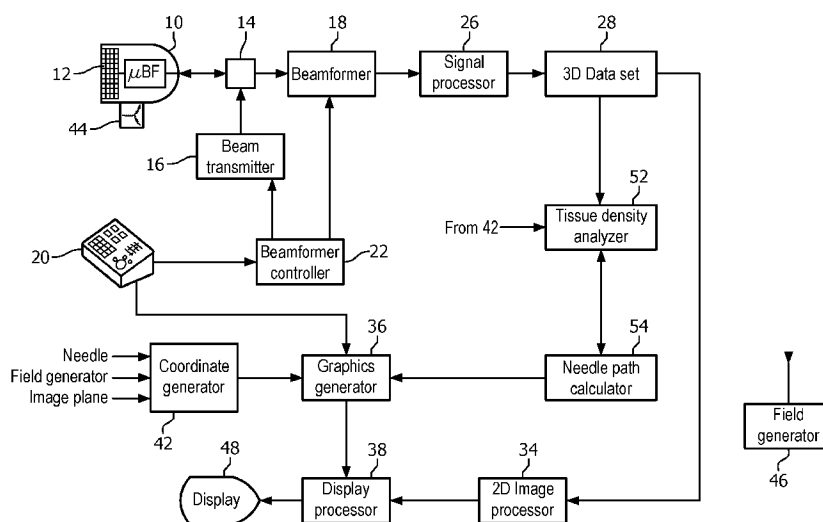 10
14
18
26
28
12
μBF
Beamformer
Signal
processor
3D Data set
44
Beam
transmitter
16
52
From 42
Tissue density
analyzer
20
Beamformer
controller
22
36
54
Needle
Field generator
Image plane
Coordinate
generator
Graphics
generator
Needle path
calculator
42
Field
generator
46
48
38
34
Display
Display
processor
2D Image
processor